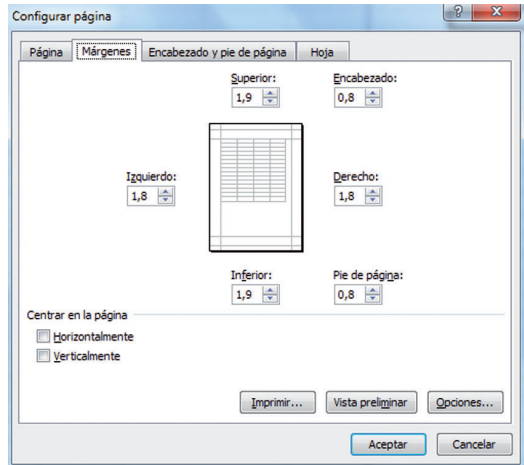 Configurar página
Página Márgenes Encabezado y pie de página Hoja
Superior: Encabezado:
1,9 0,8
Izquierdo: Derecho:
1,8 1,8
Inferior: Pie de página:
1,9 0,8
Centrar en la página
Horizontalmente
Verticalmente
Imprimir... Vista preliminar Opciones...
Aceptar Cancelar